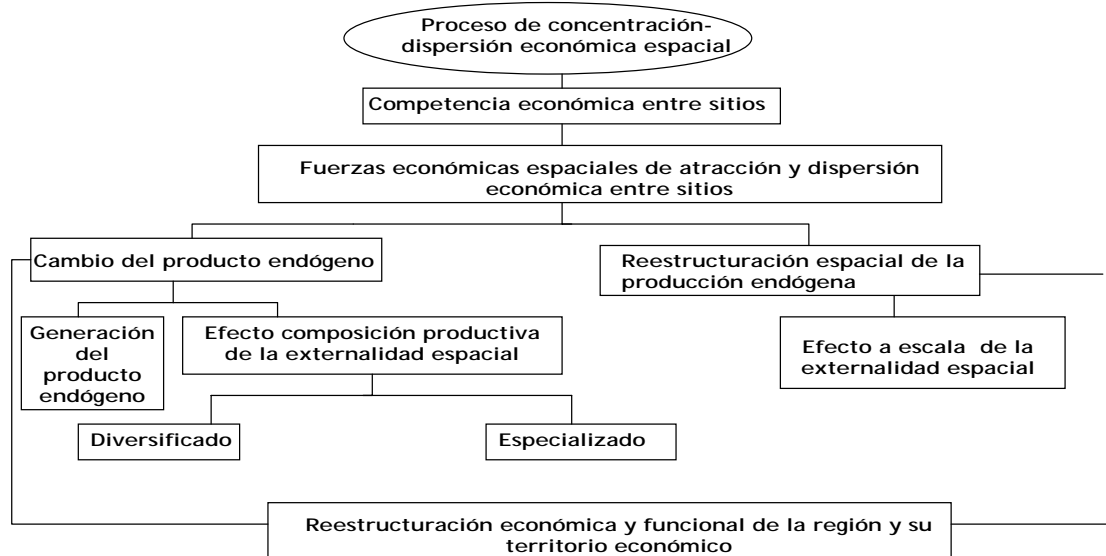 Proceso de concentración-
dispersión económica espacial
Competencia económica entre sitios
Fuerzas económicas espaciales de atracción y dispersión
económica entre sitios
Cambio del producto endógeno
Reestructuración espacial de la
producción endógena
Generación
del
producto
endógeno
Efecto composición productiva
de la externalidad espacial
Efecto a escala de la
externalidad espacial
Diversificado
Especializado
Reestructuración económica y funcional de la región y su
territorio económico